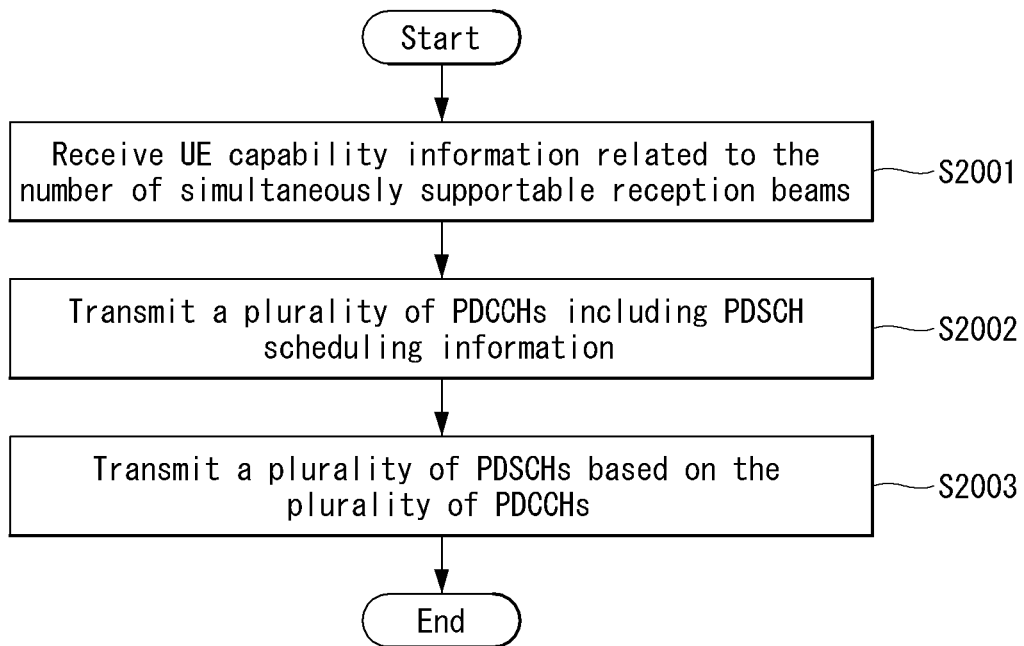 Start
Receive UE capability information related to the
number of simultaneously supportable reception beams
S2001
Transmit a plurality of PDCCHs including PDSCH
scheduling information
S2002
Transmit a plurality of PDSCHs based on the
plurality of PDCCHs
S2003
End